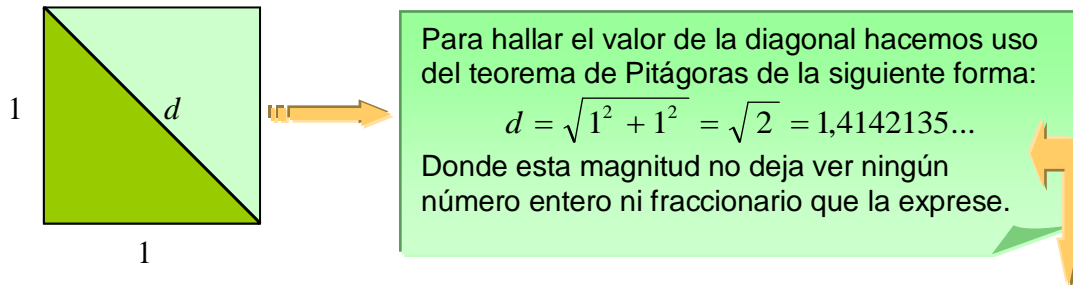 1
d
1
Para hallar el valor de la diagonal hacemos uso
del teorema de Pitágoras de la siguiente forma:
d = √(1² + 1²) = √2 = 1,4142135...
Donde esta magnitud no deja ver ningún
número entero ni fraccionario que la exprese.